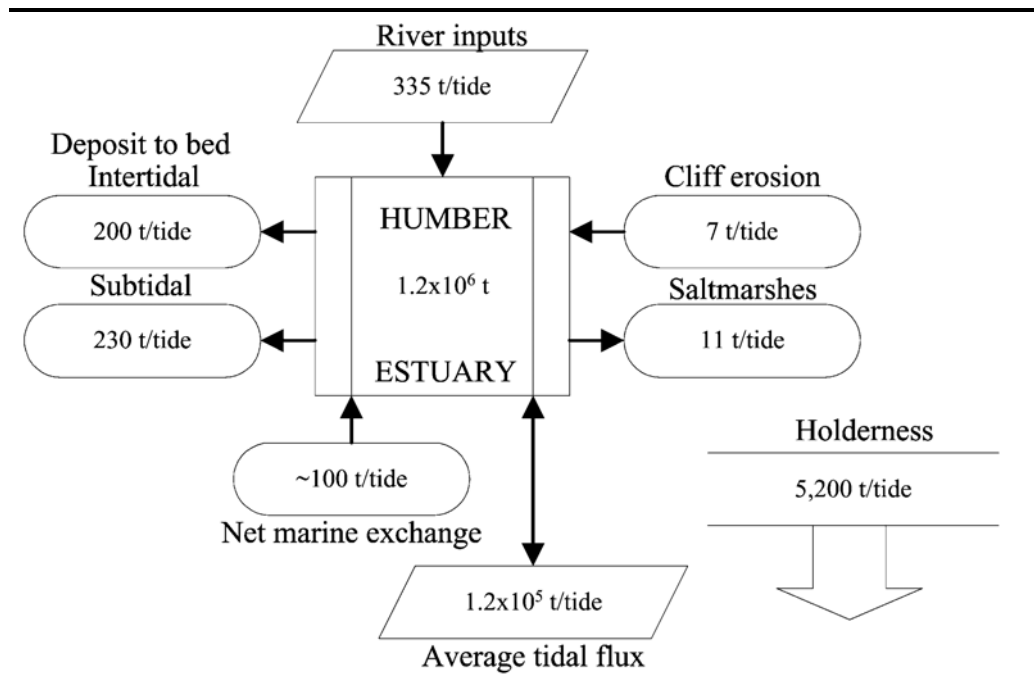 River inputs
335 t/tide
Deposit to bed
Intertidal
200 t/tide
Subtidal
230 t/tide
HUMBER
1.2x10⁶ t
ESTUARY
Cliff erosion
7 t/tide
Saltmarshes
11 t/tide
~100 t/tide
Net marine exchange
Holderness
5,200 t/tide
1.2x10⁵ t/tide
Average tidal flux